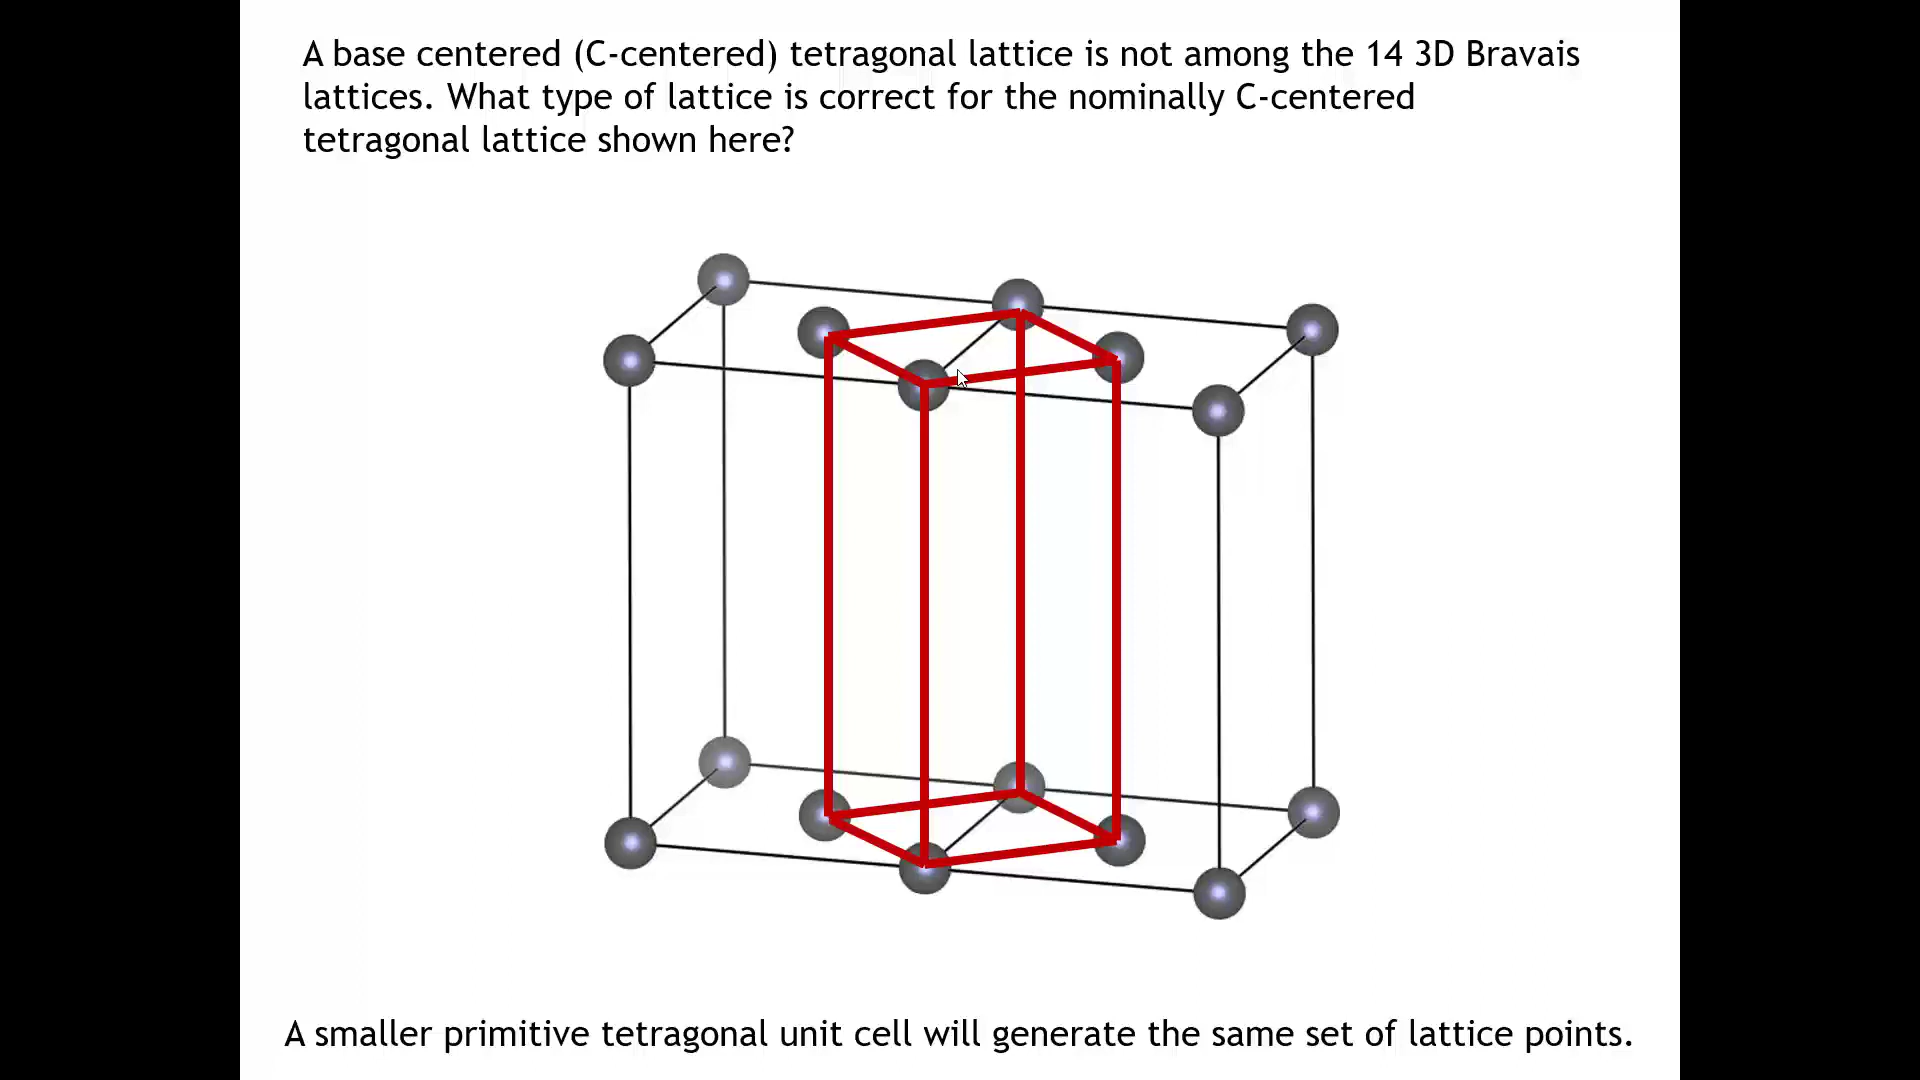 A base centered (C-centered) tetragonal lattice is not among the 14 3D Bravais
lattices. What type of lattice is correct for the nominally C-centered
tetragonal lattice shown here?
A smaller primitive tetragonal unit cell will generate the same set of lattice points.